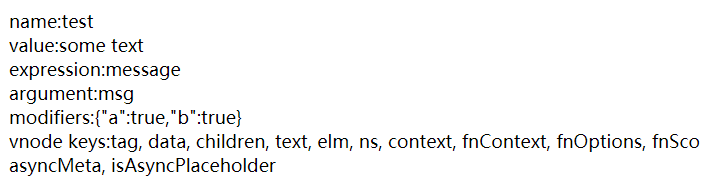 name:test
value:some text
expression:message
argument:msg
modifiers:{"a":true,"b":true}
vnode keys:tag, data, children, text, elm, ns, context, fnContext, fnOptions, fnSco
asyncMeta, isAsyncPlaceholder